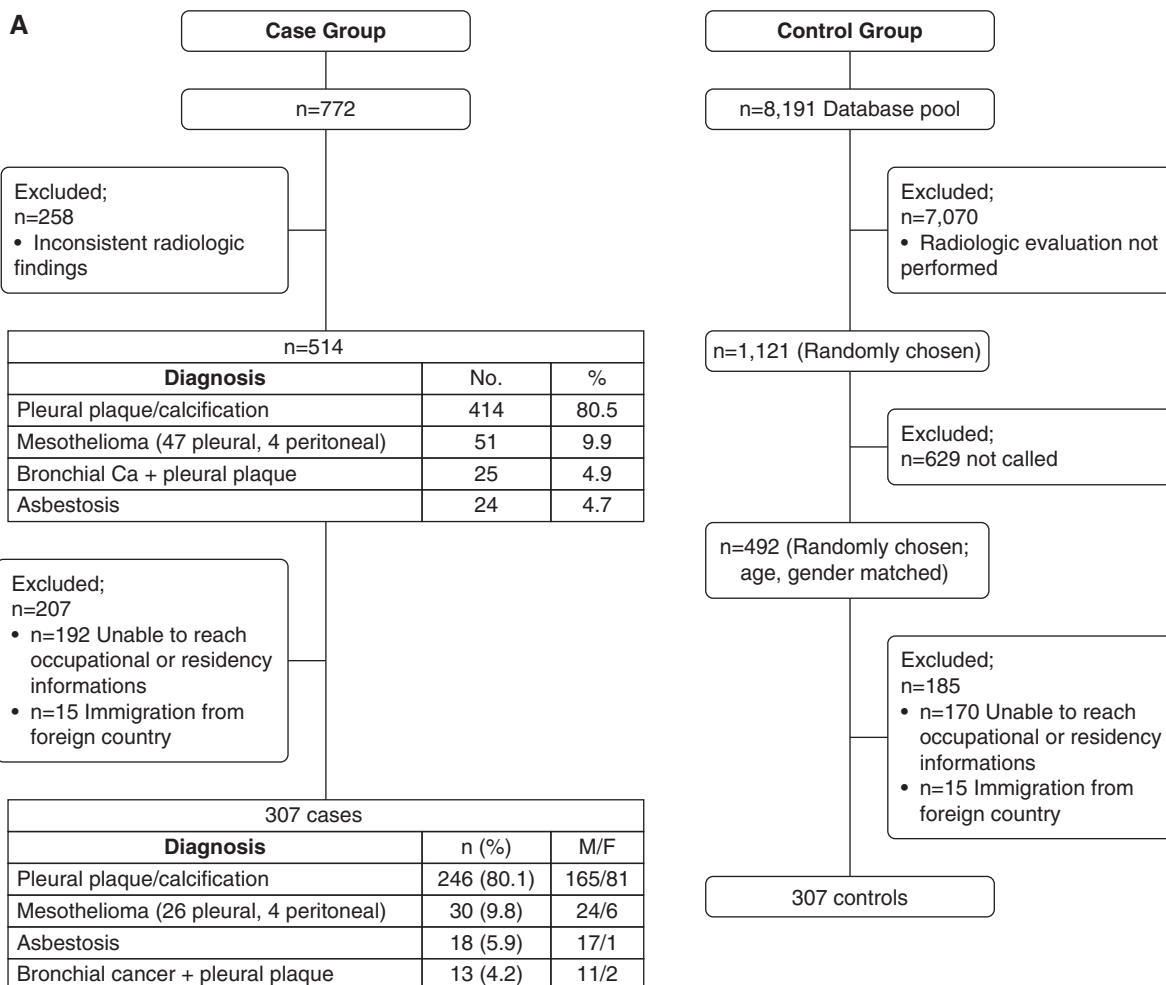 A
Case Group
n=772
Excluded;
n=258
• Inconsistent radiologic
findings
n=514
Diagnosis No. %
Pleural plaque/calcification 414 80.5
Mesothelioma (47 pleural, 4 peritoneal) 51 9.9
Bronchial Ca + pleural plaque 25 4.9
Asbestosis 24 4.7
Excluded;
n=207
• n=192 Unable to reach
occupational or residency
informations
• n=15 Immigration from
foreign country
307 cases
Diagnosis n (%) M/F
Pleural plaque/calcification 246 (80.1) 165/81
Mesothelioma (26 pleural, 4 peritoneal) 30 (9.8) 24/6
Asbestosis 18 (5.9) 17/1
Bronchial cancer + pleural plaque 13 (4.2) 11/2
Control Group
n=8,191 Database pool
Excluded;
n=7,070
• Radiologic evaluation not
performed
n=1,121 (Randomly chosen)
Excluded;
n=629 not called
n=492 (Randomly chosen;
age, gender matched)
Excluded;
n=185
• n=170 Unable to reach
occupational or residency
informations
• n=15 Immigration from
foreign country
307 controls